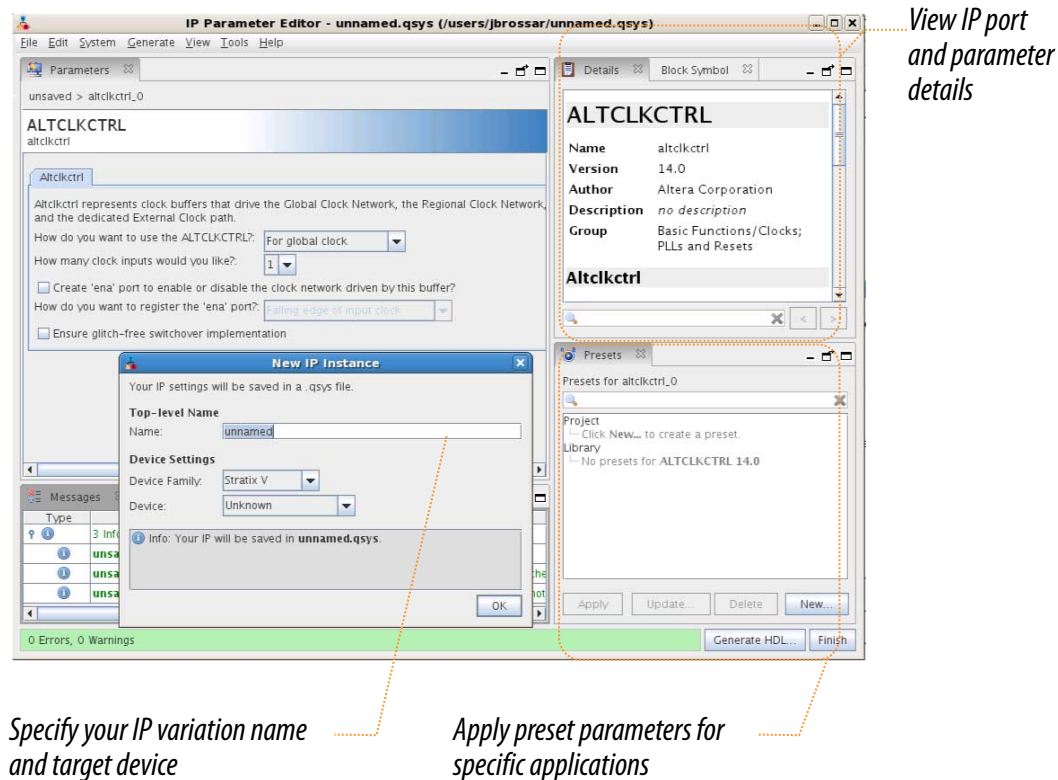 IP Parameter Editor - unnamed.qsys (/users/jbrossar/unnamed.qsys)
File Edit System Generate View Tools Help
Parameters
unsaved > altclkctrl_0
ALTCLKCTRL
altclkctrl
Altclkctrl
Altclkctrl represents clock buffers that drive the Global Clock Network, the Regional Clock Network,
and the dedicated External Clock path.
How do you want to use the ALTCLKCTRL?: For global clock
How many clock inputs would you like?: 1
Create 'ena' port to enable or disable the clock network driven by this buffer?
How do you want to register the 'ena' port?: Falling edge of input clock
Ensure glitch-free switchover implementation
Details Block Symbol
ALTCLKCTRL
Name altclkctrl
Version 14.0
Author Altera Corporation
Description no description
Group Basic Functions/Clocks;
PLLs and Resets
Altclkctrl
< >
View IP port
and parameter
details
New IP Instance
Your IP settings will be saved in a .qsys file.
Top-level Name
Name: unnamed
Device Settings
Device Family: Stratix V
Device: Unknown
Info: Your IP will be saved in unnamed.qsys.
OK
Messages
Type
3 Inf
unsa
unsa he
unsa not
Presets
Presets for altclkctrl_0
Project
Click New... to create a preset.
Library
No presets for ALTCLKCTRL 14.0
Apply Update... Delete New...
0 Errors, 0 Warnings
Generate HDL... Finish
Specify your IP variation name
and target device
Apply preset parameters for
specific applications